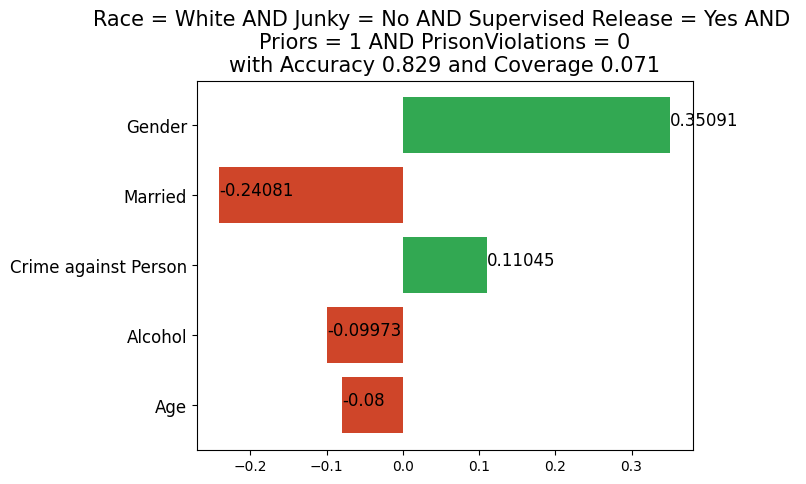 Race = White AND Junky = No AND Supervised Release = Yes AND
Priors = 1 AND PrisonViolations = 0
with Accuracy 0.829 and Coverage 0.071
Gender
0.35091
Married
-0.24081
Crime against Person
0.11045
Alcohol
-0.09973
Age
-0.08
−0.2
−0.1
0.0
0.1
0.2
0.3